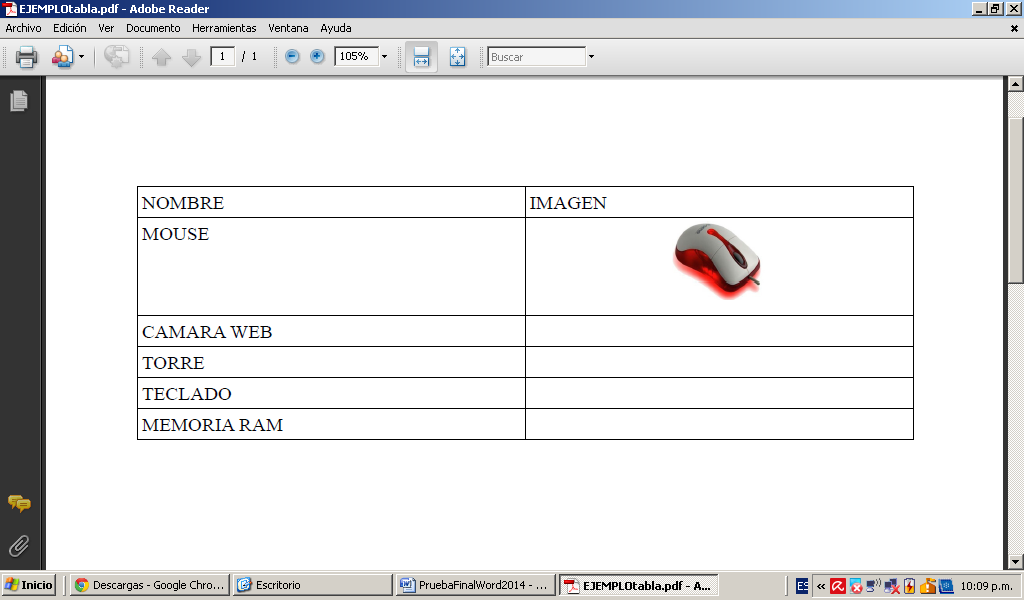 EJEMPLOtabla.pdf - Adobe Reader
Archivo Edición Ver Documento Herramientas Ventana Ayuda
1 / 1 105% Buscar
NOMBRE IMAGEN
MOUSE
CAMARA WEB
TORRE
TECLADO
MEMORIA RAM
Inicio Descargas - Google Chro... Escritorio PruebaFinalWord2014 - ... EJEMPLOtabla.pdf - A... ES « 10:09 p.m.